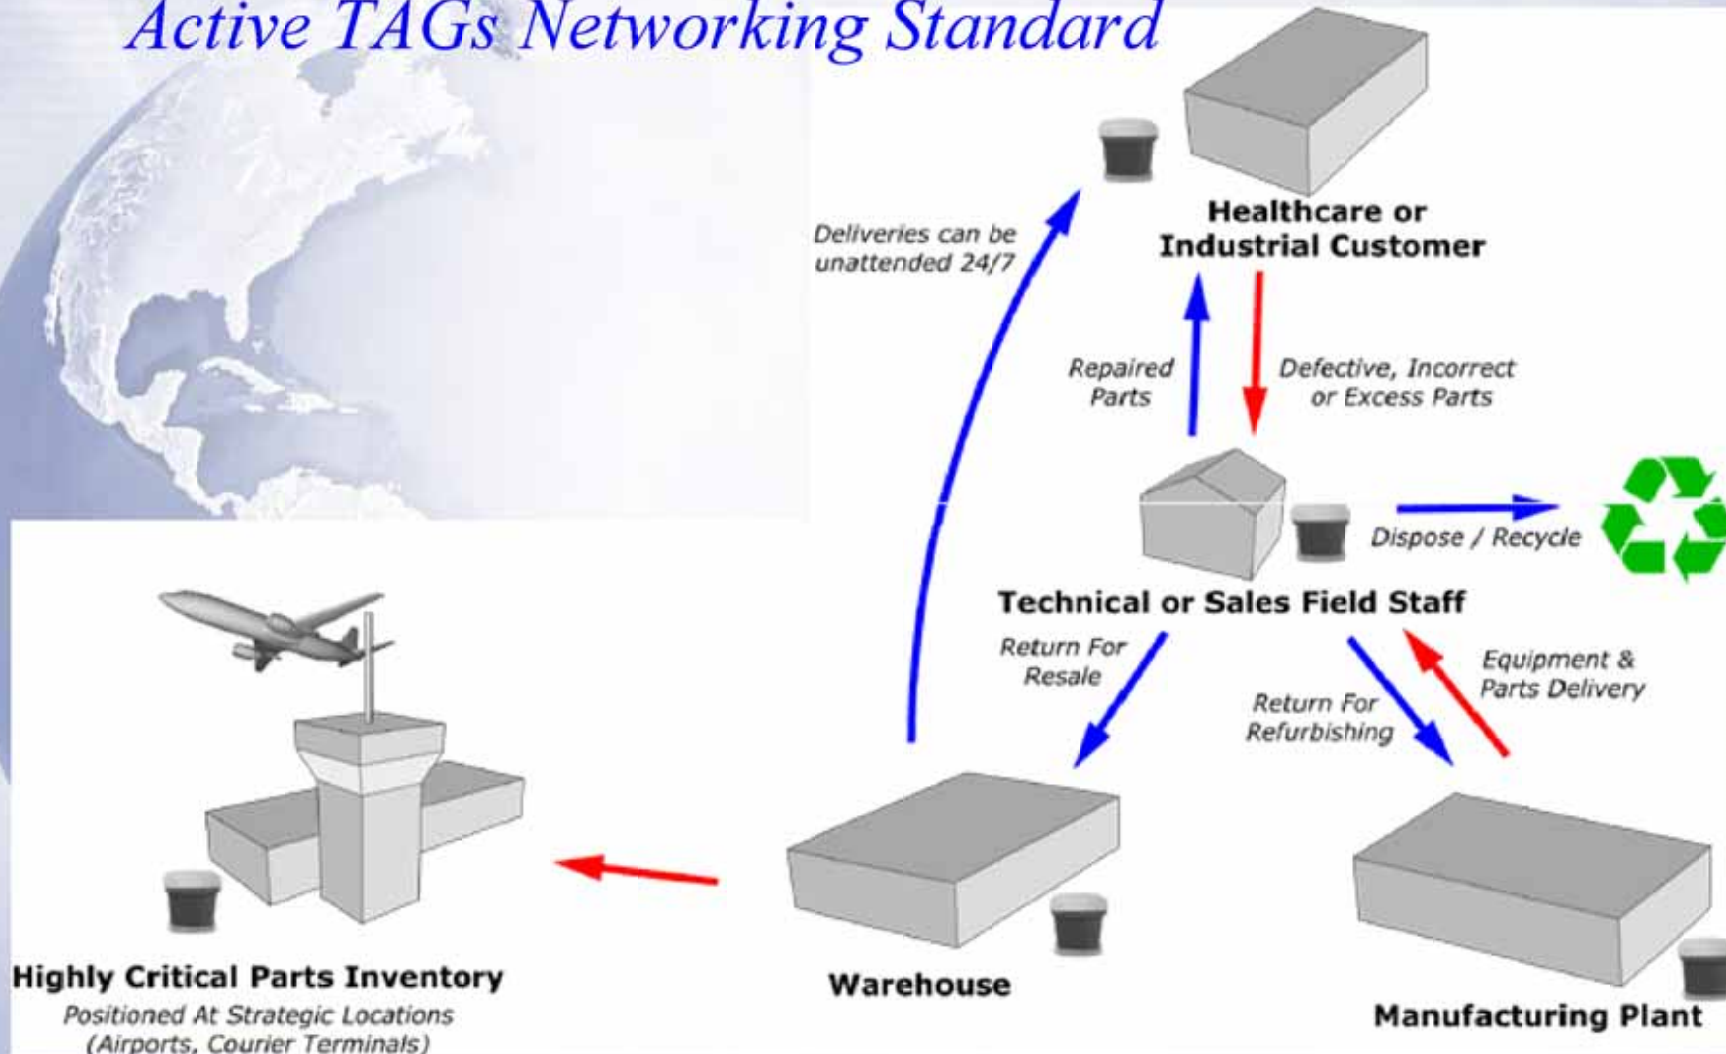 Active TAGs Networking Standard
Healthcare or
Industrial Customer
Deliveries can be
unattended 24/7
Repaired
Parts
Defective, Incorrect
or Excess Parts
Dispose / Recycle
Technical or Sales Field Staff
Return For
Resale
Equipment &
Parts Delivery
Return For
Refurbishing
Highly Critical Parts Inventory
Positioned At Strategic Locations
(Airports, Courier Terminals)
Warehouse
Manufacturing Plant